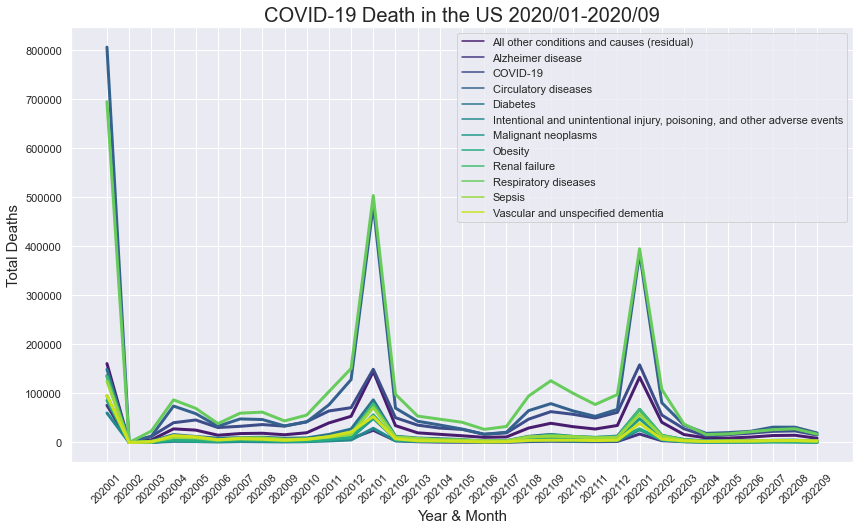 COVID-19 Death in the US 2020/01-2020/09
All other conditions and causes (residual)
Alzheimer disease
COVID-19
Circulatory diseases
Diabetes
Intentional and unintentional injury, poisoning, and other adverse events
Malignant neoplasms
Obesity
Renal failure
Respiratory diseases
Sepsis
Vascular and unspecified dementia
Total Deaths
800000
700000
600000
500000
400000
300000
200000
100000
0
202001 202002 202003 202004 202005 202006 202007 202008 202009 202010 202011 202012 202101 202102 202103 202104 202105 202106 202107 202108 202109 202110 202111 202112 202201 202202 202203 202204 202205 202206 202207 202208 202209
Year & Month